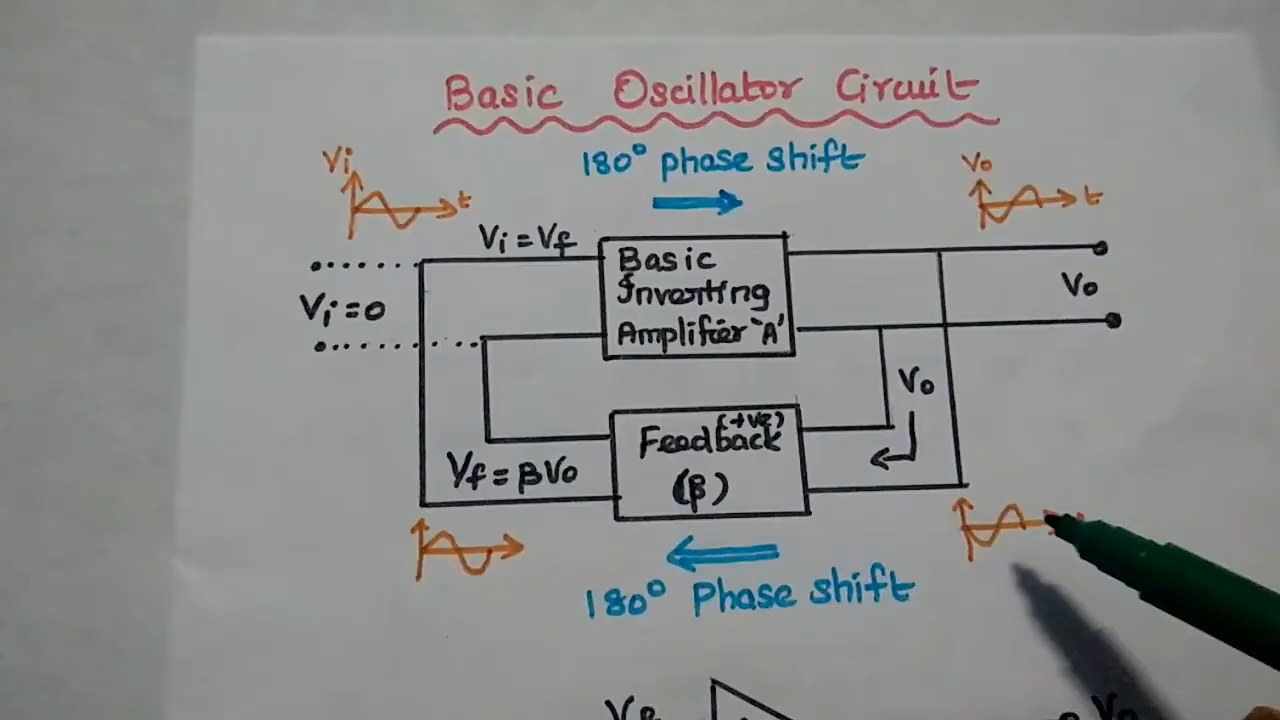 Basic Oscillator Circuit
180° phase shift
Vi
t
Vo
t
Vi = Vf
Basic
Inverting
Amplifier 'A'
Vi = 0
Vo
Vo
Feedback
(+ve)
(β)
Vf = βVo
180° Phase shift
Vo